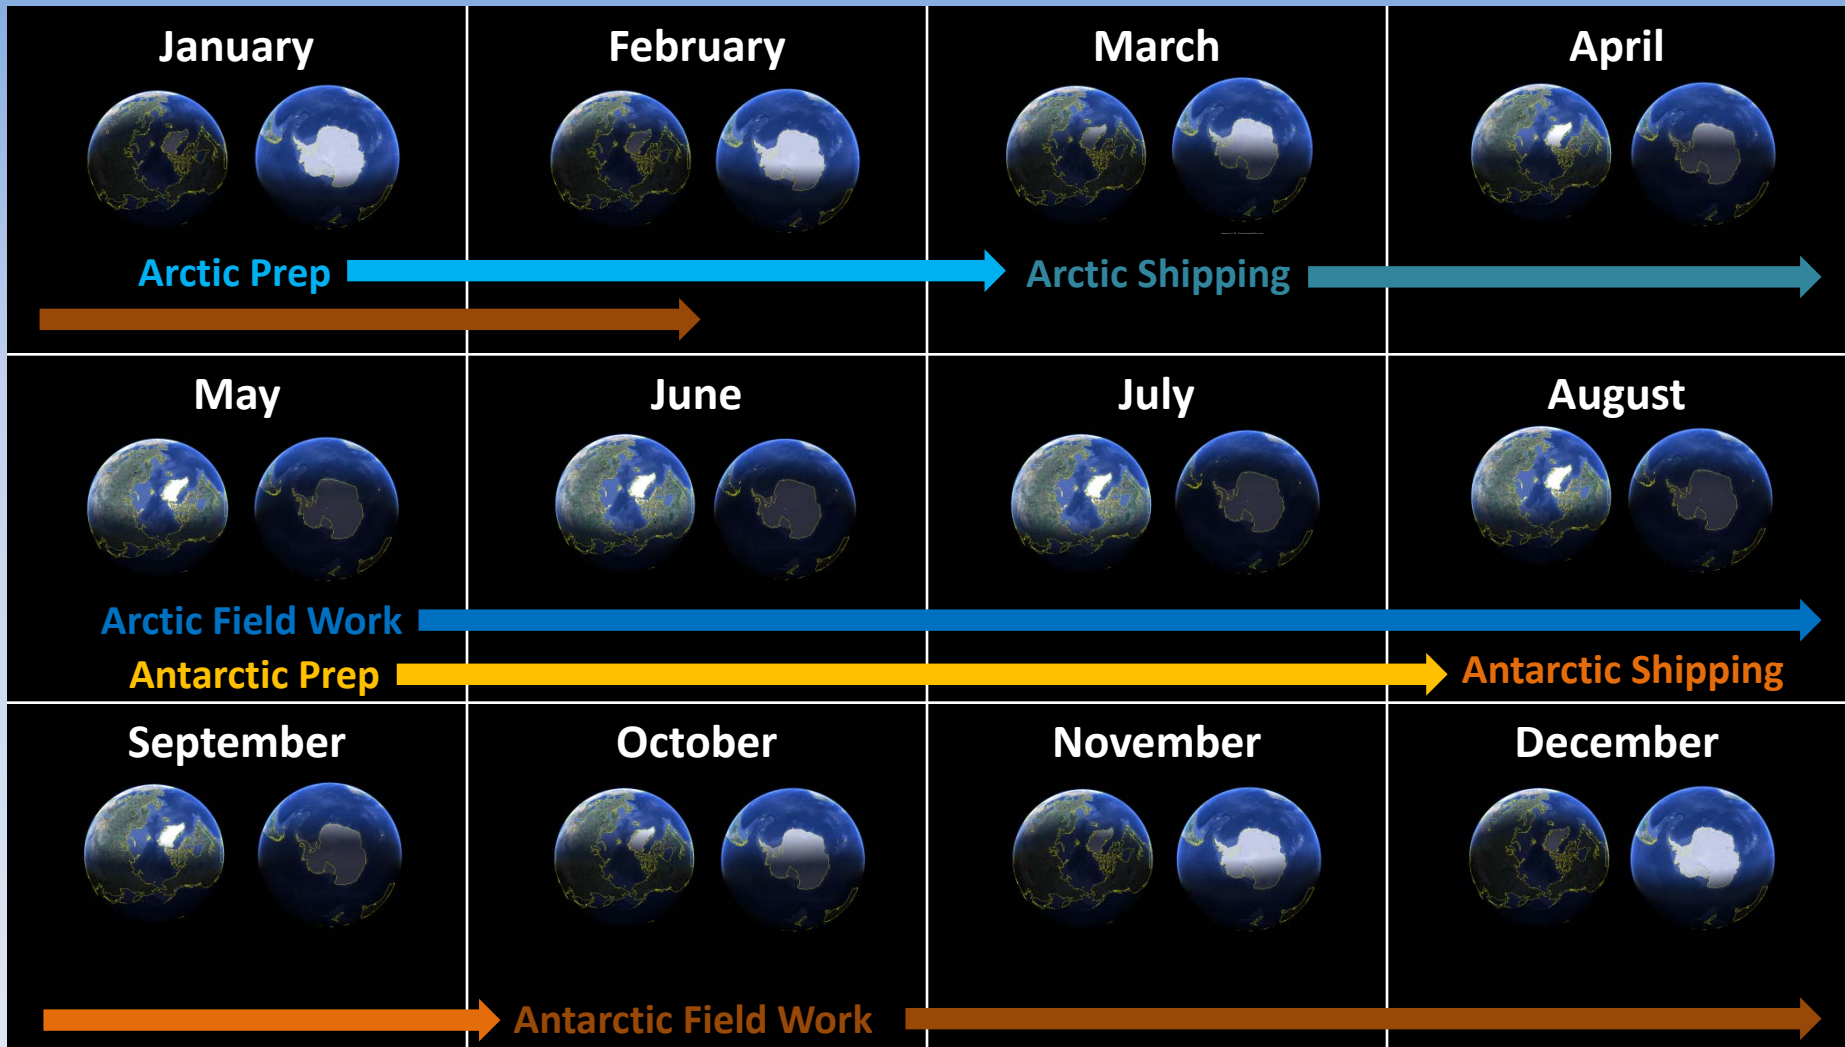 January
February
March
April
Arctic Prep
Arctic Shipping
May
June
July
August
Arctic Field Work
Antarctic Prep
Antarctic Shipping
September
October
November
December
Antarctic Field Work